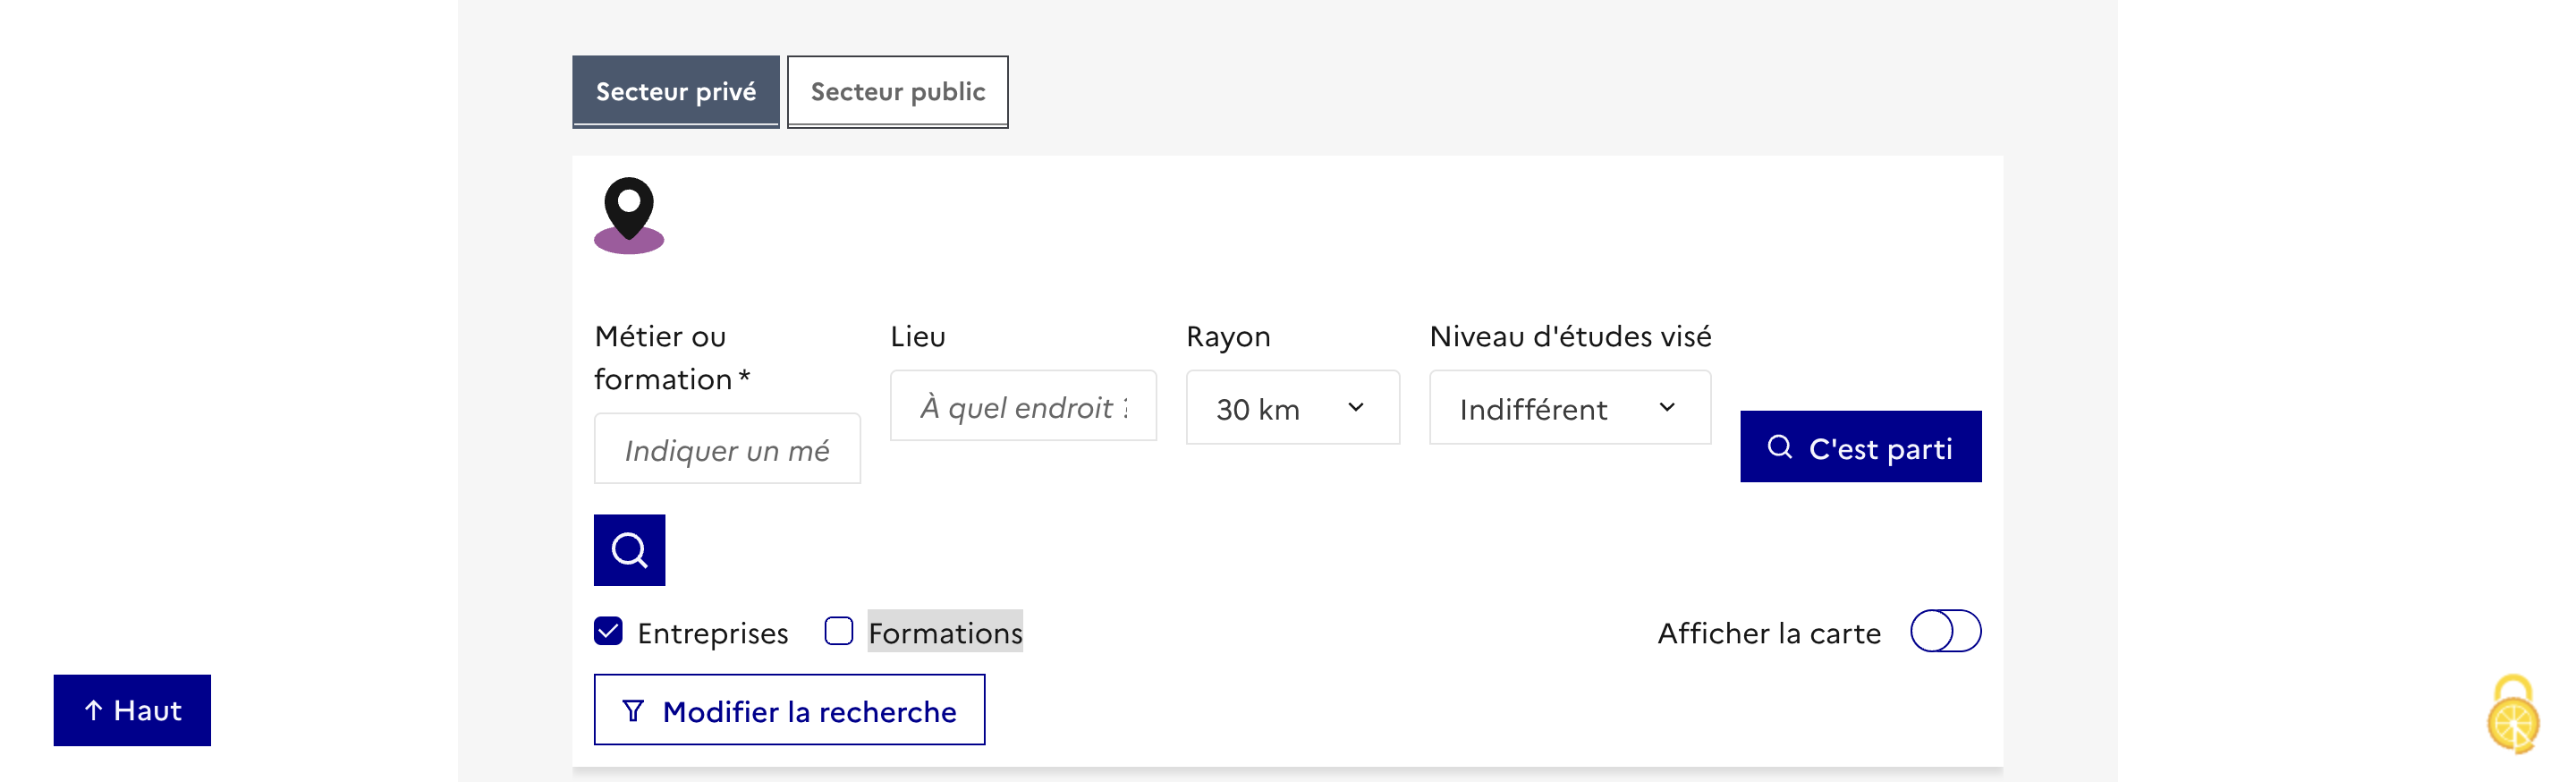 Secteur privé
Secteur public
Métier ou
formation *
Indiquer un mé
Lieu
À quel endroit ?
Rayon
30 km
Niveau d'études visé
Indifférent
C'est parti
Entreprises
Formations
Afficher la carte
Modifier la recherche
↑ Haut